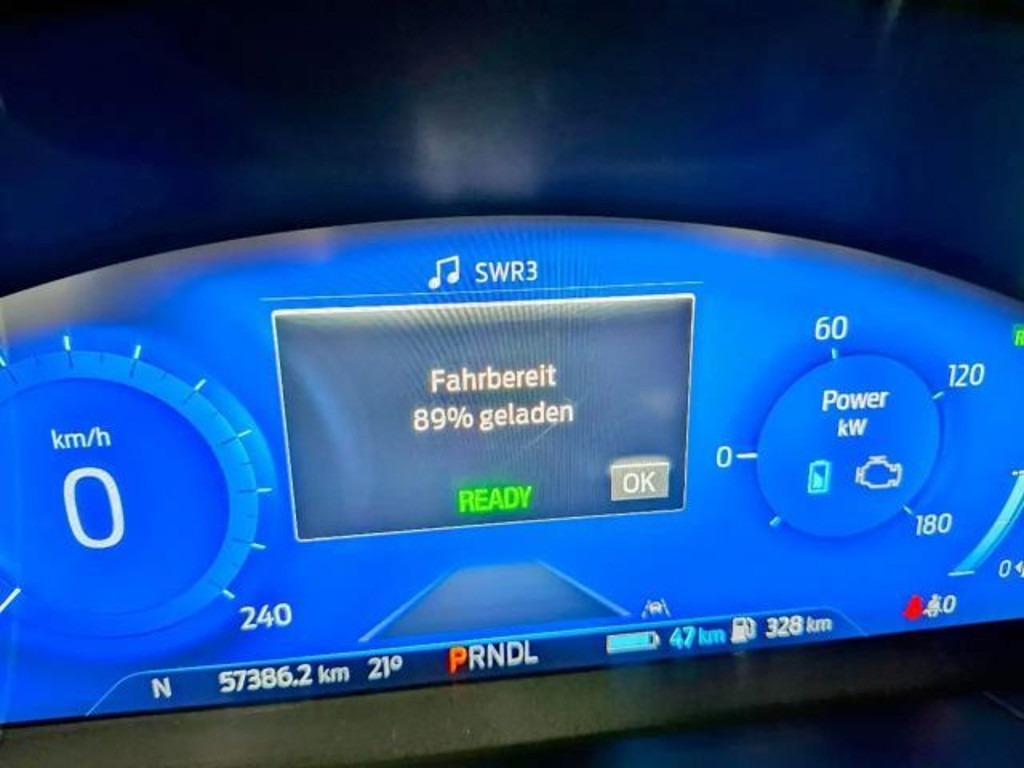 SWR3
Fahrbereit
89% geladen
READY
OK
km/h
0
240
60
120
Power
kW
0
180
N 57386.2 km 21° PRNDL 47 km 328 km
0